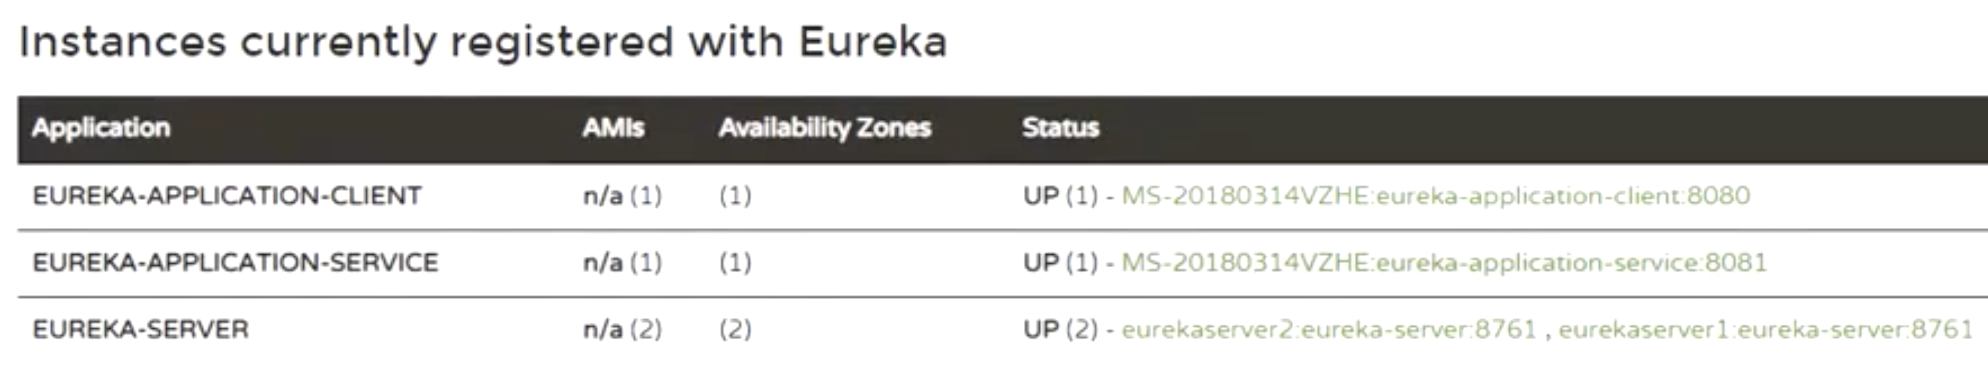 Instances currently registered with Eureka
Application AMIs Availability Zones Status
EUREKA-APPLICATION-CLIENT n/a (1) (1) UP (1) - MS-20180314VZHE:eureka-application-client:8080
EUREKA-APPLICATION-SERVICE n/a (1) (1) UP (1) - MS-20180314VZHE:eureka-application-service:8081
EUREKA-SERVER n/a (2) (2) UP (2) - eurekaserver2:eureka-server:8761 , eurekaserver1:eureka-server:8761